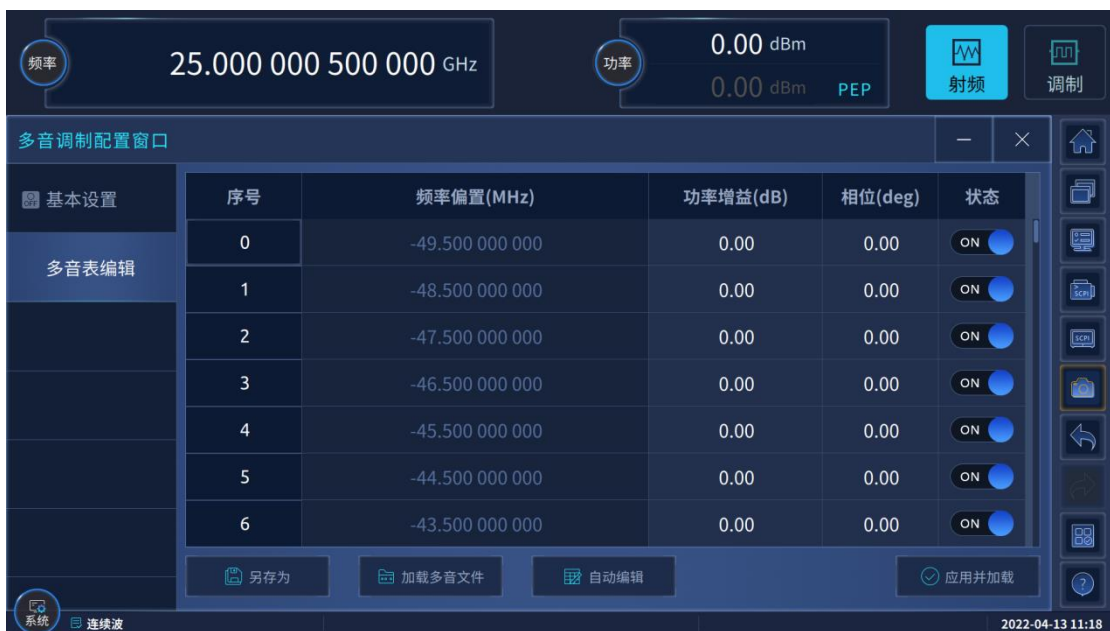 频率
25.000 000 500 000 GHz
功率
0.00 dBm
0.00 dBm PEP
射频
调制
多音调制配置窗口
OFF 基本设置
多音表编辑
序号 频率偏置(MHz) 功率增益(dB) 相位(deg) 状态
0 -49.500 000 000 0.00 0.00 ON
1 -48.500 000 000 0.00 0.00 ON
2 -47.500 000 000 0.00 0.00 ON
3 -46.500 000 000 0.00 0.00 ON
4 -45.500 000 000 0.00 0.00 ON
5 -44.500 000 000 0.00 0.00 ON
6 -43.500 000 000 0.00 0.00 ON
SCPI
SCPI
另存为 加载多音文件 自动编辑 应用并加载
系统 连续波 2022-04-13 11:18